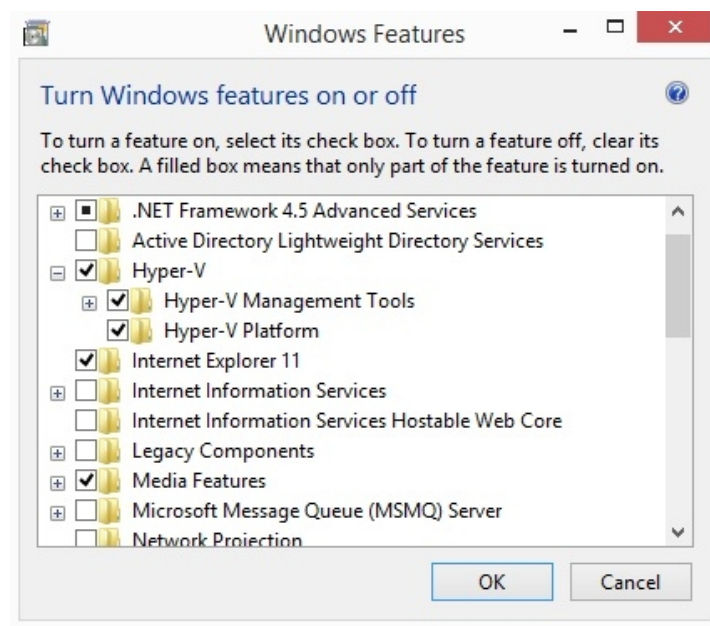 Windows Features
Turn Windows features on or off
To turn a feature on, select its check box. To turn a feature off, clear its
check box. A filled box means that only part of the feature is turned on.
.NET Framework 4.5 Advanced Services
Active Directory Lightweight Directory Services
Hyper-V
Hyper-V Management Tools
Hyper-V Platform
Internet Explorer 11
Internet Information Services
Internet Information Services Hostable Web Core
Legacy Components
Media Features
Microsoft Message Queue (MSMQ) Server
Network Projection
OK Cancel